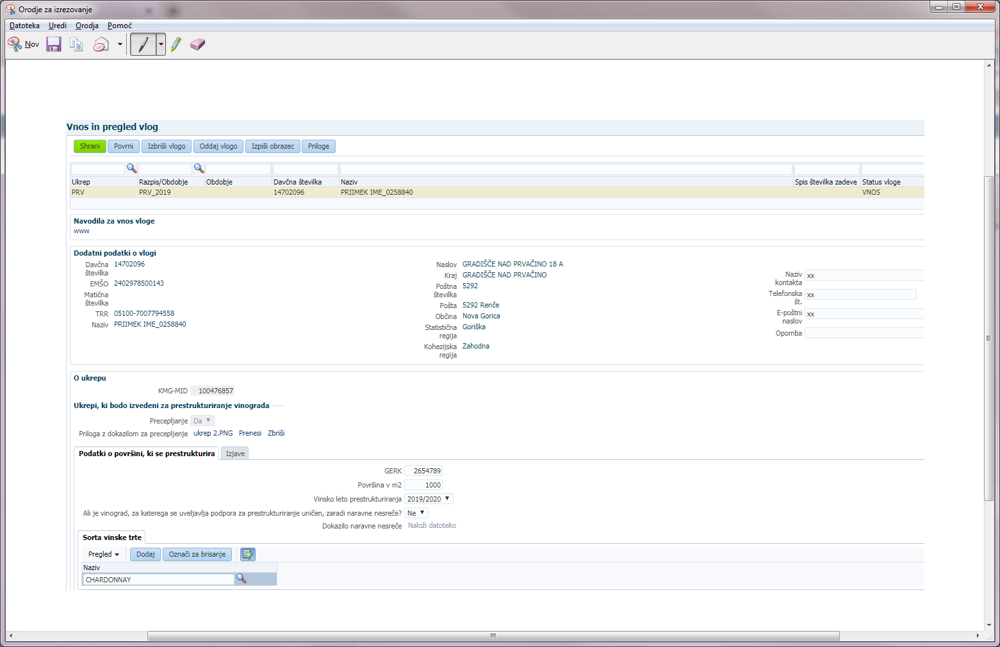 Orodje za izrezovanje
Datoteka Uredi Orodja Pomoč
Nov
Vnos in pregled vlog
Shrani Povrni Izbriši vlogo Oddaj vlogo Izpiši obrazec Priloge
Ukrep Razpis/Obdobje Obdobje Davčna številka Naziv Spis številka zadeve Status vloge
PRV PRV_2019 14702096 PRIIMEK IME_0258840 VNOS
Navodila za vnos vloge
www
Dodatni podatki o vlogi
Davčna številka 14702096
EMŠO 2402978500143
Matična številka
TRR 05100-7007794558
Naziv PRIIMEK IME_0258840
Naslov GRADIŠČE NAD PRVAČINO 18 A
Kraj GRADIŠČE NAD PRVAČINO
Poštna številka 5292
Pošta 5292 Renče
Občina Nova Gorica
Statistična regija Goriška
Kohezijska regija Zahodna
Naziv kontakta xx
Telefonska št. xx
E-poštni naslov xx
Opomba
O ukrepu
KMG-MID 100476857
Ukrepi, ki bodo izvedeni za prestrukturiranje vinograda
Precepljanje Da
Priloga z dokazilom za precepljenje ukrep 2.PNG Prenesi Zbriši
Podatki o površini, ki se prestrukturira Izjave
GERK 2654789
Površina v m2 1000
Vinsko leto prestrukturiranja 2019/2020
Ali je vinograd, za katerega se uveljavlja podpora za prestrukturiranje uničen, zaradi naravne nesreče? Ne
Dokazilo naravne nesreče Naloži datoteko
Sorta vinske trte
Pregled Dodaj Označi za brisanje
Naziv
CHARDONNAY